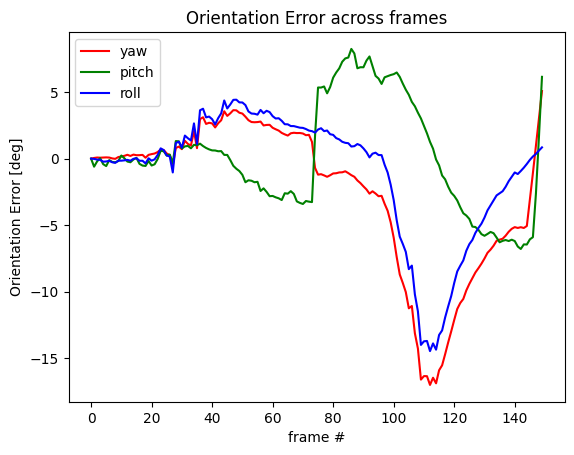 Orientation Error across frames
yaw
pitch
roll
Orientation Error [deg]
5
0
−5
−10
−15
0 20 40 60 80 100 120 140
frame #